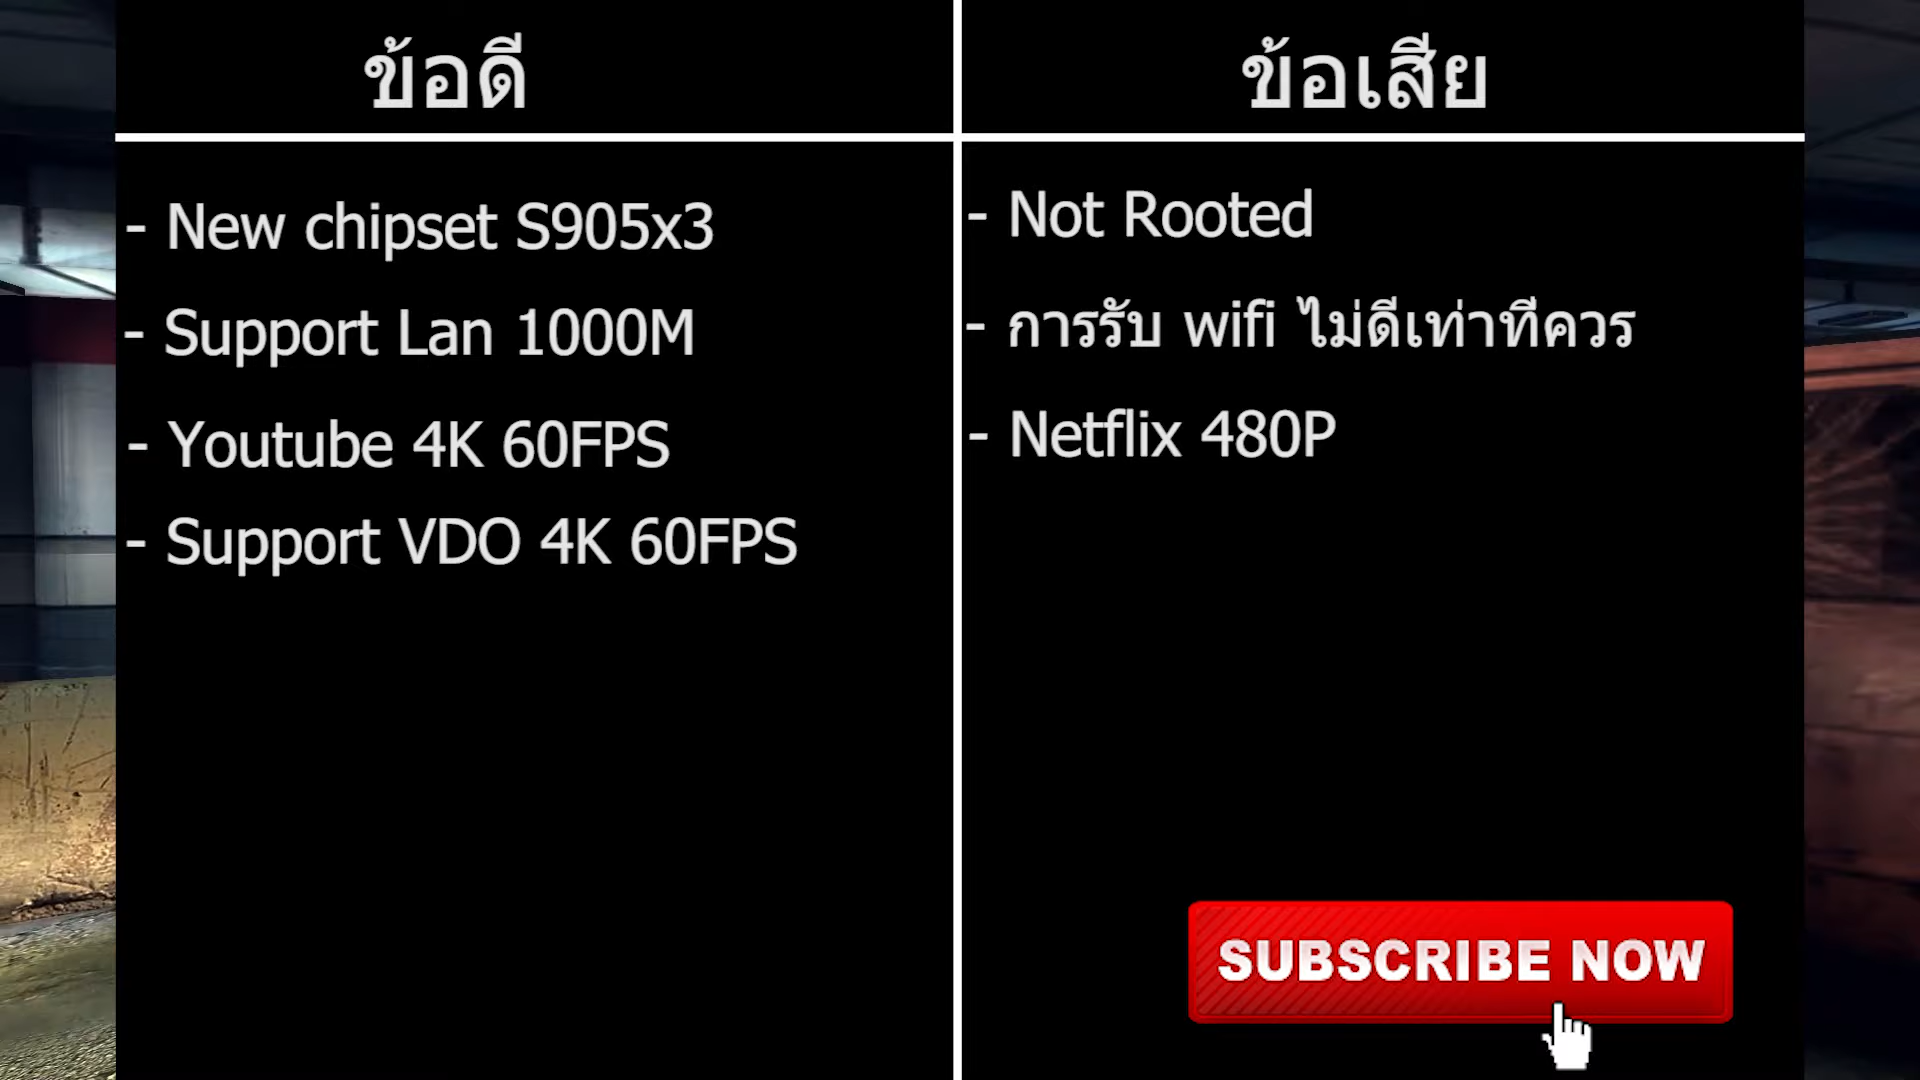 ข้อดี
- New chipset S905x3
- Support Lan 1000M
- Youtube 4K 60FPS
- Support VDO 4K 60FPS
ข้อเสีย
- Not Rooted
- การรับ wifi ไม่ดีเท่าที่ควร
- Netflix 480P
SUBSCRIBE NOW